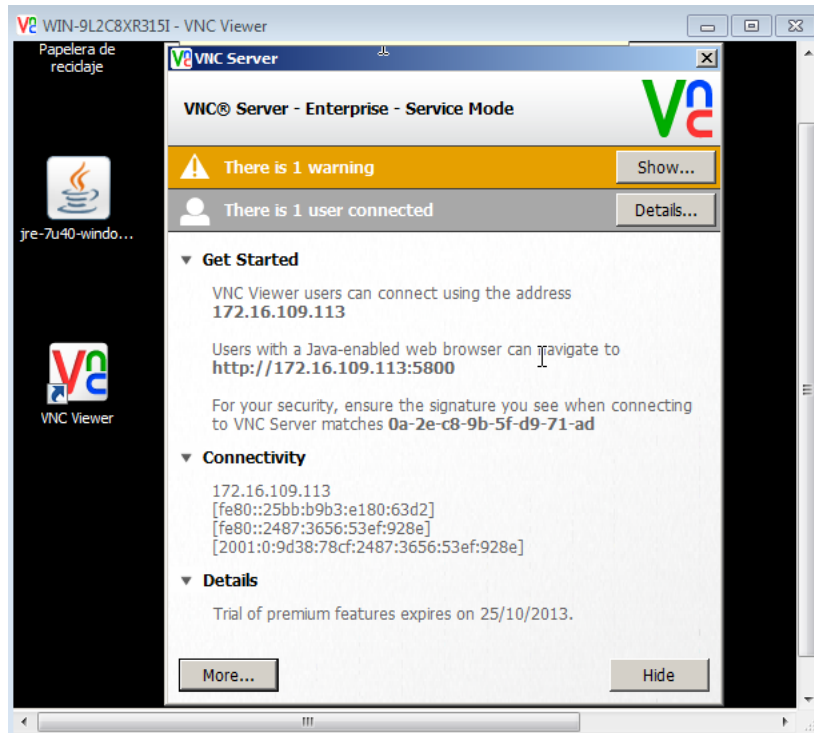 WIN-9L2C8XR315I - VNC Viewer
Papelera de
reciclaje
jre-7u40-windo...
VNC Viewer
VNC Server
VNC® Server - Enterprise - Service Mode
There is 1 warning
Show...
There is 1 user connected
Details...
Get Started
VNC Viewer users can connect using the address
172.16.109.113
Users with a Java-enabled web browser can navigate to
http://172.16.109.113:5800
For your security, ensure the signature you see when connecting
to VNC Server matches 0a-2e-c8-9b-5f-d9-71-ad
Connectivity
172.16.109.113
[fe80::25bb:b9b3:e180:63d2]
[fe80::2487:3656:53ef:928e]
[2001:0:9d38:78cf:2487:3656:53ef:928e]
Details
Trial of premium features expires on 25/10/2013.
More...
Hide